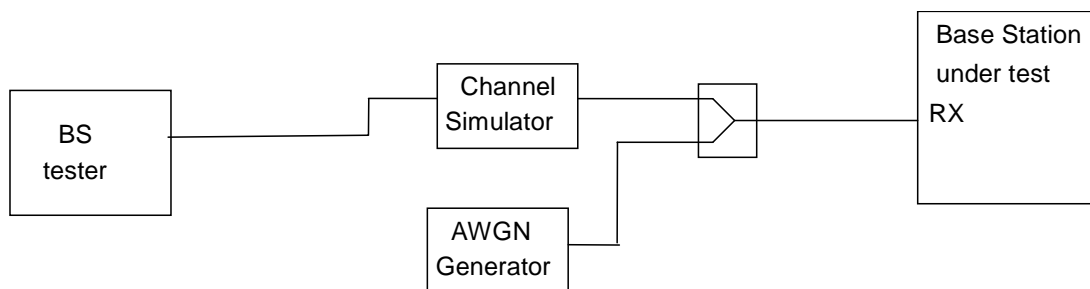 BS
tester
Channel
Simulator
AWGN
Generator
Base Station
under test
RX